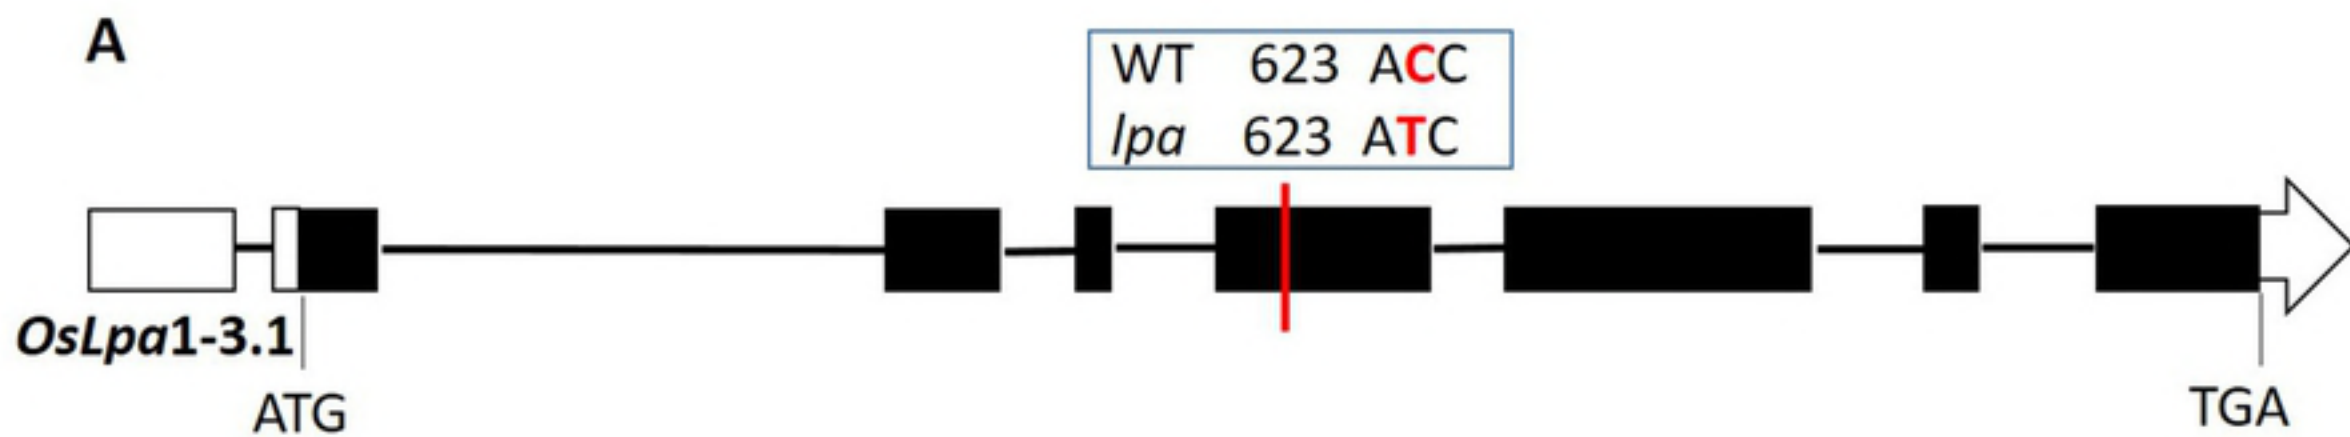 A
WT 623 ACC
lpa 623 ATC
OsLpa1-3.1
ATG
TGA